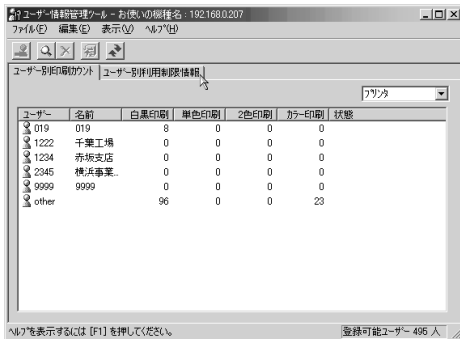 ユーザー情報管理ツール - お使いの機種名 : 192.168.0.207
ファイル(F) 編集(E) 表示(V) ヘルプ(H)
ユーザー別印刷カウント ユーザー別利用制限情報
プリンタ
ユーザー 名前 白黒印刷 単色印刷 2色印刷 カラー印刷 状態
019 019 8 0 0 0
1222 千葉工場 0 0 0 0
1234 赤坂支店 0 0 0 0
2345 横浜事業.. 0 0 0 0
9999 9999 0 0 0 0
other 96 0 0 23
ヘルプを表示するには [F1] を押してください。 登録可能ユーザー 495 人